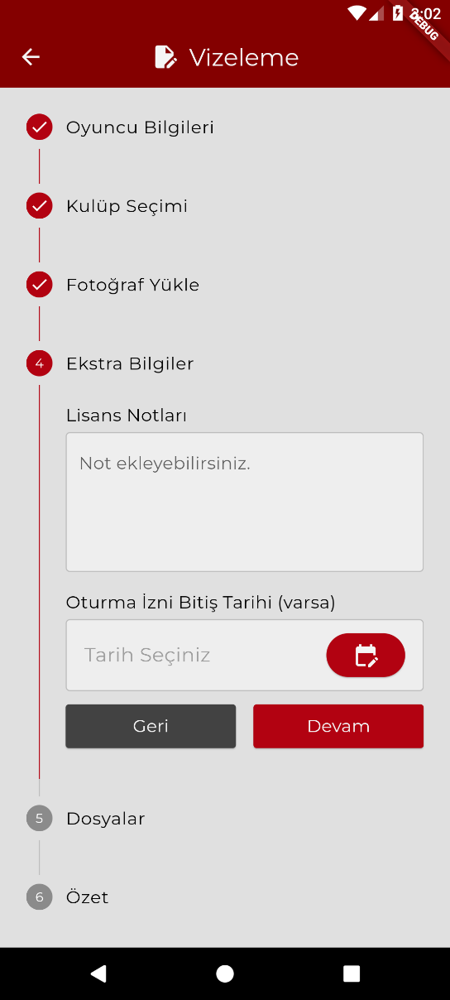 3:02
DEBUG
Vizeleme
Oyuncu Bilgileri
Kulüp Seçimi
Fotoğraf Yükle
4 Ekstra Bilgiler
Lisans Notları
Not ekleyebilirsiniz.
Oturma İzni Bitiş Tarihi (varsa)
Tarih Seçiniz
Geri Devam
5 Dosyalar
6 Özet